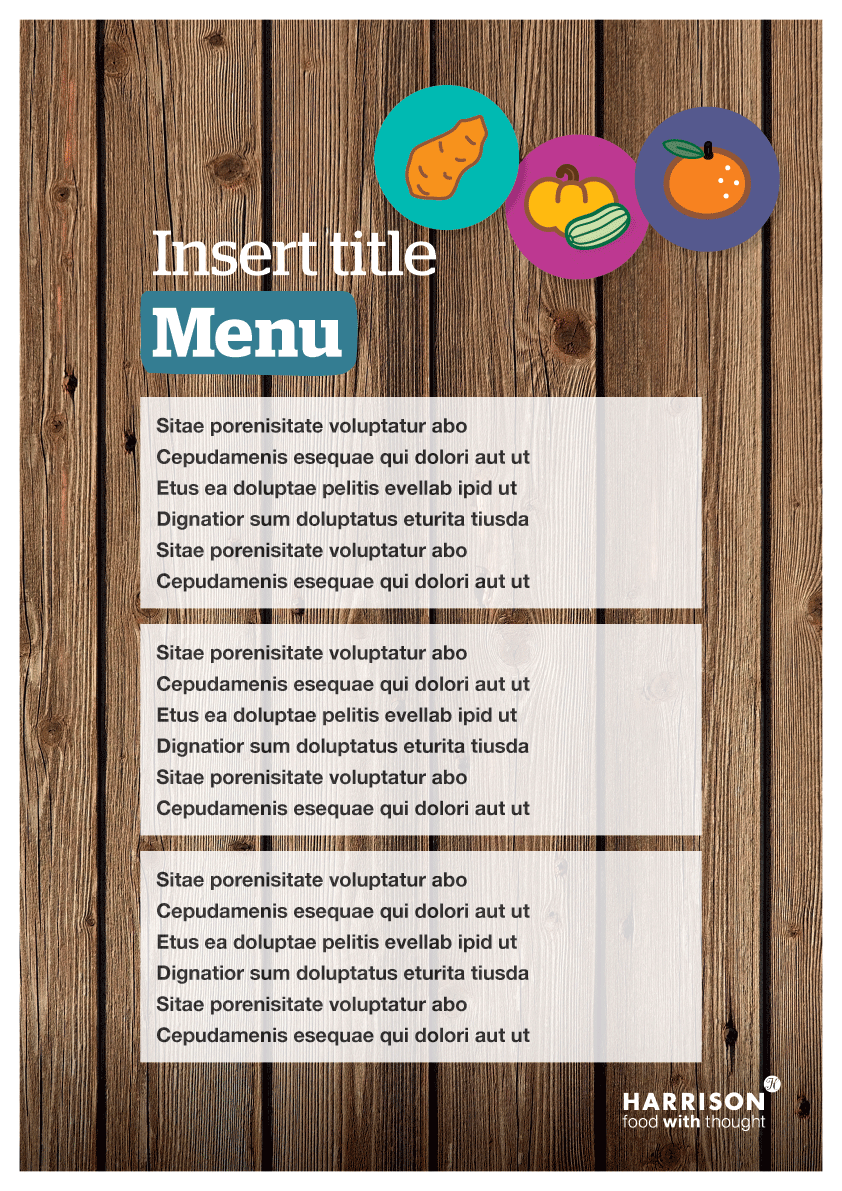 Insert title
Menu
Sitae porenisitate voluptatur abo
Cepudamenis esequae qui dolori aut ut
Etus ea doluptae pelitis evellab ipid ut
Dignatior sum doluptatus eturita tiusda
Sitae porenisitate voluptatur abo
Cepudamenis esequae qui dolori aut ut
Sitae porenisitate voluptatur abo
Cepudamenis esequae qui dolori aut ut
Etus ea doluptae pelitis evellab ipid ut
Dignatior sum doluptatus eturita tiusda
Sitae porenisitate voluptatur abo
Cepudamenis esequae qui dolori aut ut
Sitae porenisitate voluptatur abo
Cepudamenis esequae qui dolori aut ut
Etus ea doluptae pelitis evellab ipid ut
Dignatior sum doluptatus eturita tiusda
Sitae porenisitate voluptatur abo
Cepudamenis esequae qui dolori aut ut
H
HARRISON
food with thought